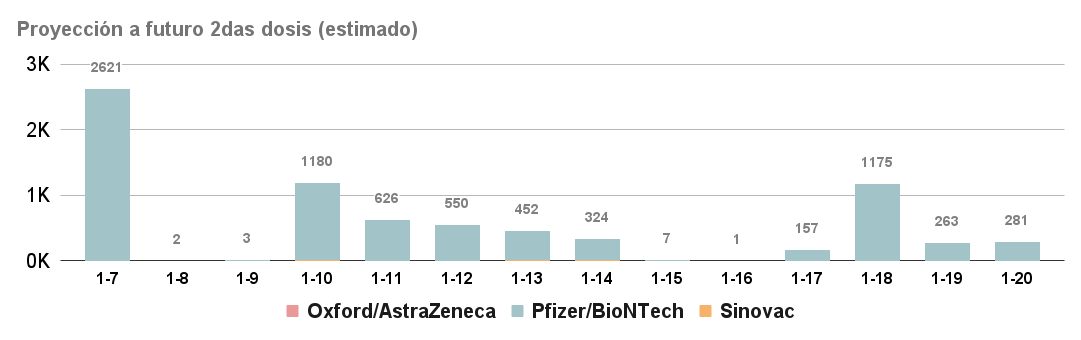 Proyección a futuro 2das dosis (estimado)
3K
2621
2K
1180
1175
1K
626
550
452
324
263
281
157
2
3
7
1
0K
1-7 1-8 1-9 1-10 1-11 1-12 1-13 1-14 1-15 1-16 1-17 1-18 1-19 1-20
Oxford/AstraZeneca Pfizer/BioNTech Sinovac